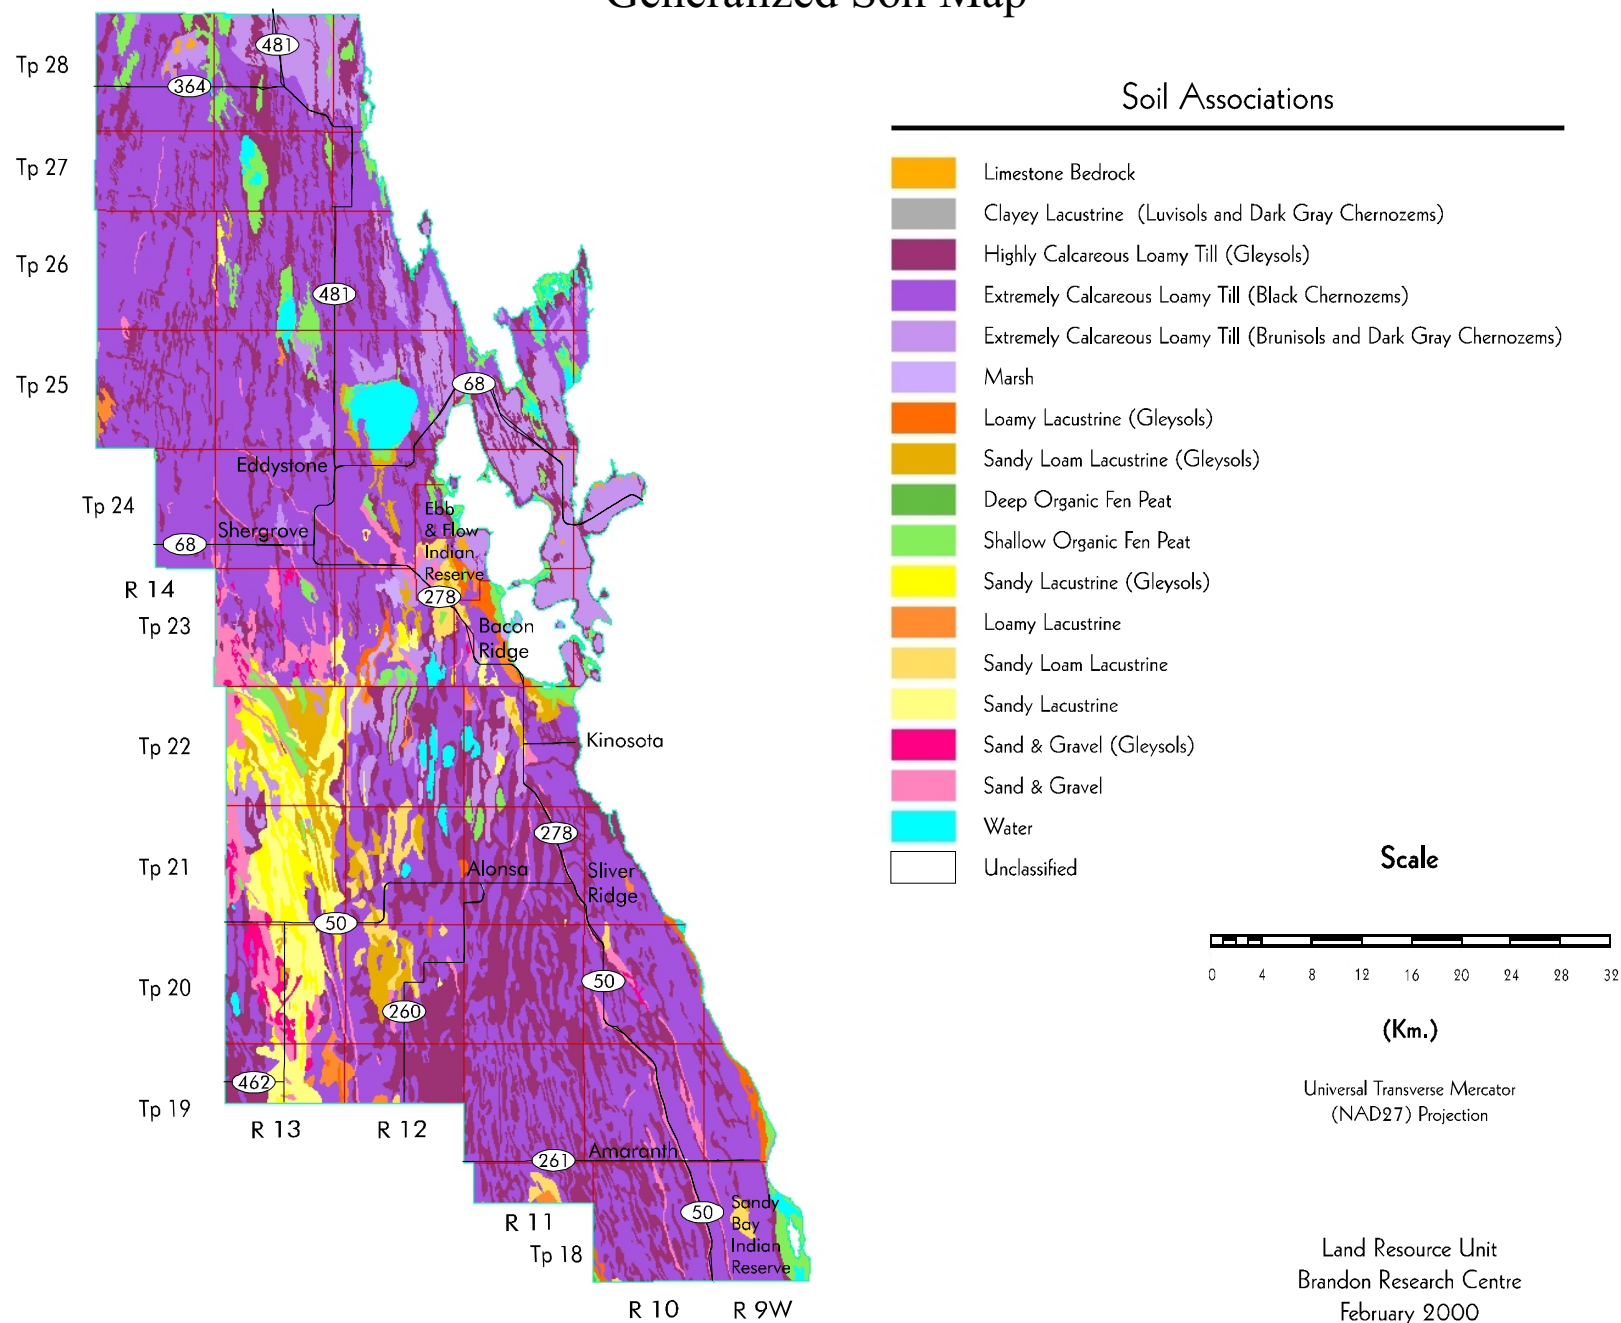 Generalized Soil Map
Tp 28
Tp 27
Tp 26
Tp 25
Tp 24
R 14
Tp 23
Tp 22
Tp 21
Tp 20
Tp 19
R 13
R 12
R 11
Tp 18
R 10
R 9W
481
364
481
68
Eddystone
Ebb
& Flow
Indian
Reserve
Shergrove
68
278
Bacon
Ridge
Kinosota
278
Alonsa
Sliver
Ridge
50
50
260
462
261
Amaranth
50
Sandy
Bay
Indian
Reserve
Soil Associations
Limestone Bedrock
Clayey Lacustrine (Luvisols and Dark Gray Chernozems)
Highly Calcareous Loamy Till (Gleysols)
Extremely Calcareous Loamy Till (Black Chernozems)
Extremely Calcareous Loamy Till (Brunisols and Dark Gray Chernozems)
Marsh
Loamy Lacustrine (Gleysols)
Sandy Loam Lacustrine (Gleysols)
Deep Organic Fen Peat
Shallow Organic Fen Peat
Sandy Lacustrine (Gleysols)
Loamy Lacustrine
Sandy Loam Lacustrine
Sandy Lacustrine
Sand & Gravel (Gleysols)
Sand & Gravel
Water
Unclassified
Scale
0 4 8 12 16 20 24 28 32
(Km.)
Universal Transverse Mercator
(NAD27) Projection
Land Resource Unit
Brandon Research Centre
February 2000